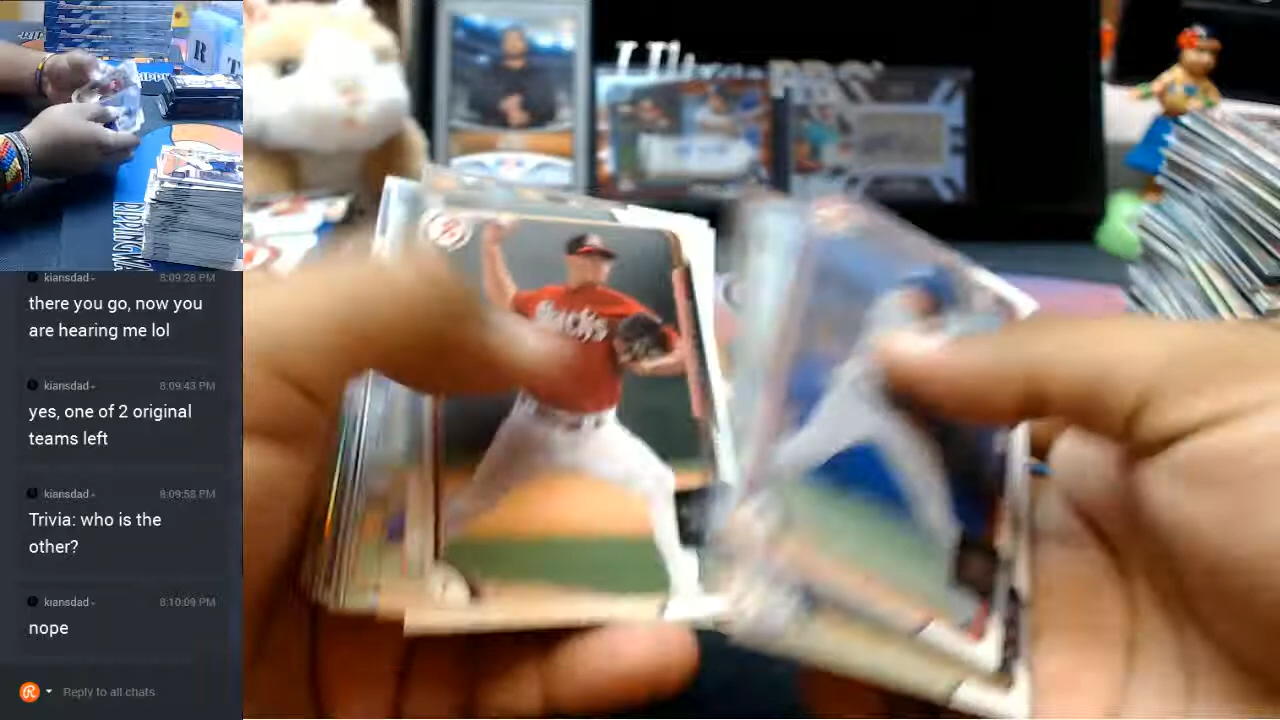 kiansdad
8:09:28 PM
there you go, now you
are hearing me lol
kiansdad
8:09:43 PM
yes, one of 2 original
teams left
kiansdad
8:09:58 PM
Trivia: who is the
other?
kiansdad
8:10:09 PM
nope
Reply to all chats
R T